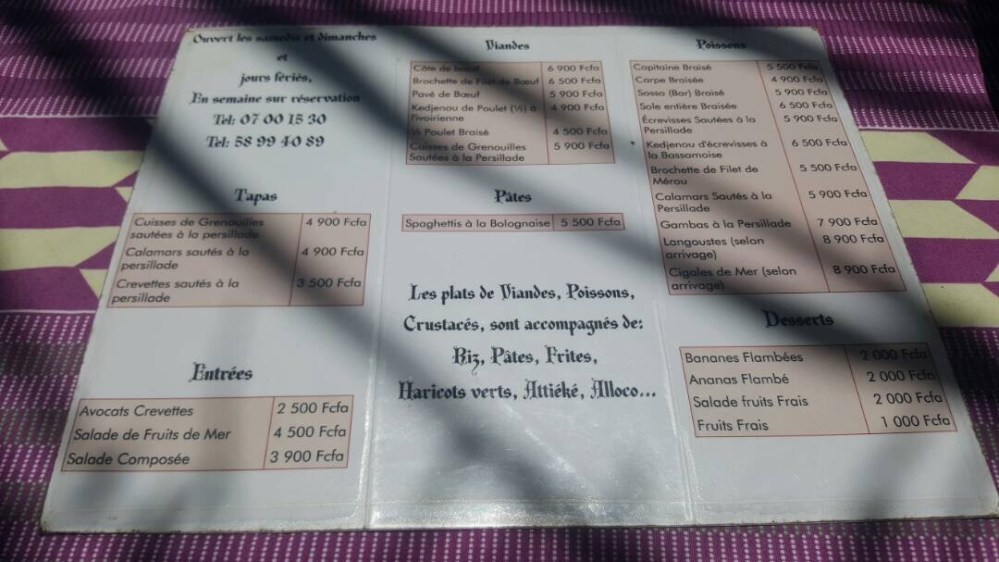 Ouvert les samedis et dimanches
et
jours fériés,
En semaine sur réservation
Tel: 07 00 15 30
Tel: 58 99 40 89
Tapas
Cuisses de Grenouilles 4 900 Fcfa
sautées à la persillade
Calamars sautés à la 4 900 Fcfa
persillade
Crevettes sautés à la 3 500 Fcfa
persillade
Entrées
Avocats Crevettes 2 500 Fcfa
Salade de Fruits de Mer 4 500 Fcfa
Salade Composée 3 900 Fcfa
Viandes
Côte de bœuf 6 900 Fcfa
Brochette de Filet de Bœuf 6 500 Fcfa
Pavé de Bœuf 5 900 Fcfa
Kedjenou de Poulet (½) à 4 900 Fcfa
l'ivoirienne
½ Poulet Braisé 4 500 Fcfa
Cuisses de Grenouilles 5 900 Fcfa
Sautées à la Persillade
Pâtes
Spaghettis à la Bolognaise 5 500 Fcfa
Les plats de Viandes, Poissons,
Crustacés, sont accompagnés de:
Riz, Pâtes, Frites,
Haricots verts, Attiéké, Alloco...
Poissons
Capitaine Braisé 5 500 Fcfa
Carpe Braisée 4 900 Fcfa
Sosso (Bar) Braisé 5 900 Fcfa
Sole entière Braisée 6 500 Fcfa
Écrevisses Sautées à la 5 900 Fcfa
Persillade
Kedjenou d'écrevisses à 6 500 Fcfa
la Bassamoise
Brochette de Filet de 5 500 Fcfa
Mérou
Calamars Sautés à la 5 900 Fcfa
Persillade
Gambas à la Persillade 7 900 Fcfa
Langoustes (selon 8 900 Fcfa
arrivage)
Cigales de Mer (selon 8 900 Fcfa
arrivage)
Desserts
Bananes Flambées 2 000 Fcfa
Ananas Flambé 2 000 Fcfa
Salade fruits Frais 2 000 Fcfa
Fruits Frais 1 000 Fcfa